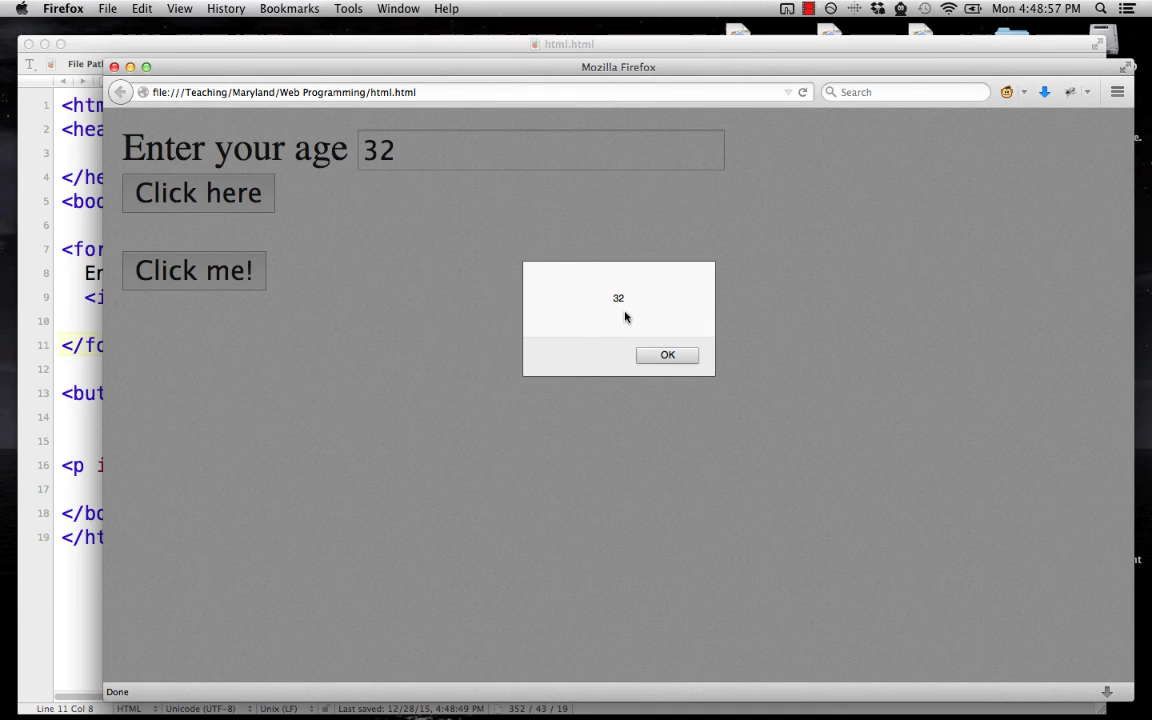 Firefox File Edit View History Bookmarks Tools Window Help Mon 4:48:57 PM
html.html
File Pat
Mozilla Firefox
file:///Teaching/Maryland/Web Programming/html.html
Search
1 <htm
2 <hea
3
4 </he
5 <bod
6
7 <for
8 En
9 <i
10
11 </fo
12
13 <but
14
15
16 <p i
17
18 </bo
19 </ht
Enter your age 32
Click here
Click me!
32
OK
Done
Line 11 Col 8 HTML Unicode (UTF-8) Unix (LF) Last saved: 12/28/15, 4:48:49 PM 352 / 43 / 19